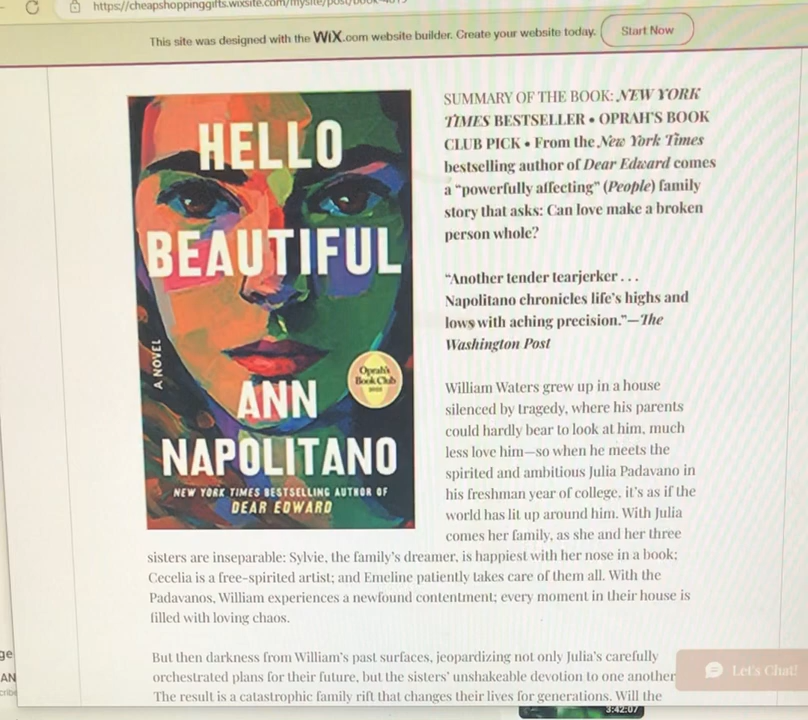 https://cheapshoppinggifts.wixsite.com/mysite/post/book-
This site was designed with the WiX.com website builder. Create your website today.
Start Now
HELLO
BEAUTIFUL
A NOVEL
Oprah's
Book Club
ANN
NAPOLITANO
NEW YORK TIMES BESTSELLING AUTHOR OF
DEAR EDWARD
SUMMARY OF THE BOOK: NEW YORK
TIMES BESTSELLER • OPRAH'S BOOK
CLUB PICK • From the New York Times
bestselling author of Dear Edward comes
a “powerfully affecting” (People) family
story that asks: Can love make a broken
person whole?
“Another tender tearjerker . . .
Napolitano chronicles life's highs and
lows with aching precision.”—The
Washington Post
William Waters grew up in a house
silenced by tragedy, where his parents
could hardly bear to look at him, much
less love him—so when he meets the
spirited and ambitious Julia Padavano in
his freshman year of college, it's as if the
world has lit up around him. With Julia
comes her family, as she and her three
sisters are inseparable: Sylvie, the family's dreamer, is happiest with her nose in a book;
Cecelia is a free-spirited artist; and Emeline patiently takes care of them all. With the
Padavanos, William experiences a newfound contentment; every moment in their house is
filled with loving chaos.
But then darkness from William's past surfaces, jeopardizing not only Julia's carefully
orchestrated plans for their future, but the sisters' unshakeable devotion to one another
The result is a catastrophic family rift that changes their lives for generations. Will the
Let's Chat!
ge
AN
cribe
3:42:07